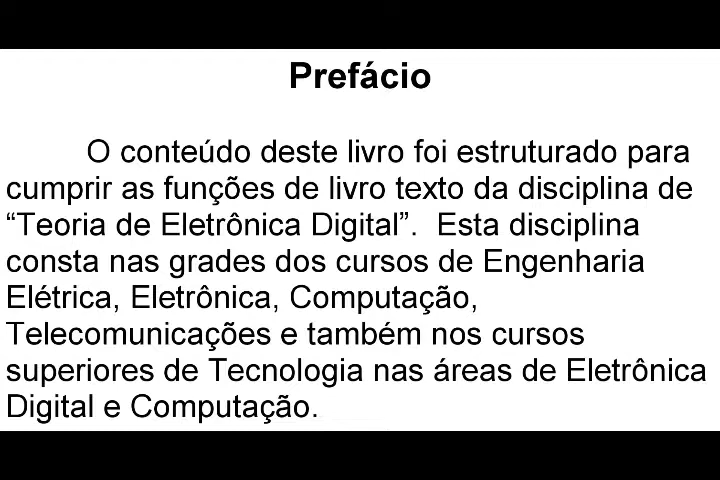 Prefácio
O conteúdo deste livro foi estruturado para
cumprir as funções de livro texto da disciplina de
“Teoria de Eletrônica Digital”.  Esta disciplina
consta nas grades dos cursos de Engenharia
Elétrica, Eletrônica, Computação,
Telecomunicações e também nos cursos
superiores de Tecnologia nas áreas de Eletrônica
Digital e Computação.